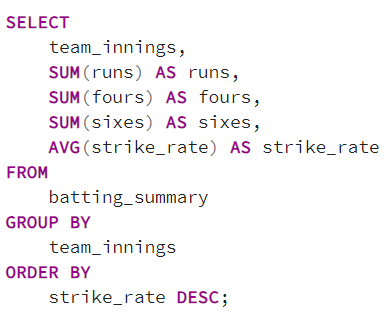 SELECT
    team_innings,
    SUM(runs) AS runs,
    SUM(fours) AS fours,
    SUM(sixes) AS sixes,
    AVG(strike_rate) AS strike_rate
FROM
    batting_summary
GROUP BY
    team_innings
ORDER BY
    strike_rate DESC;